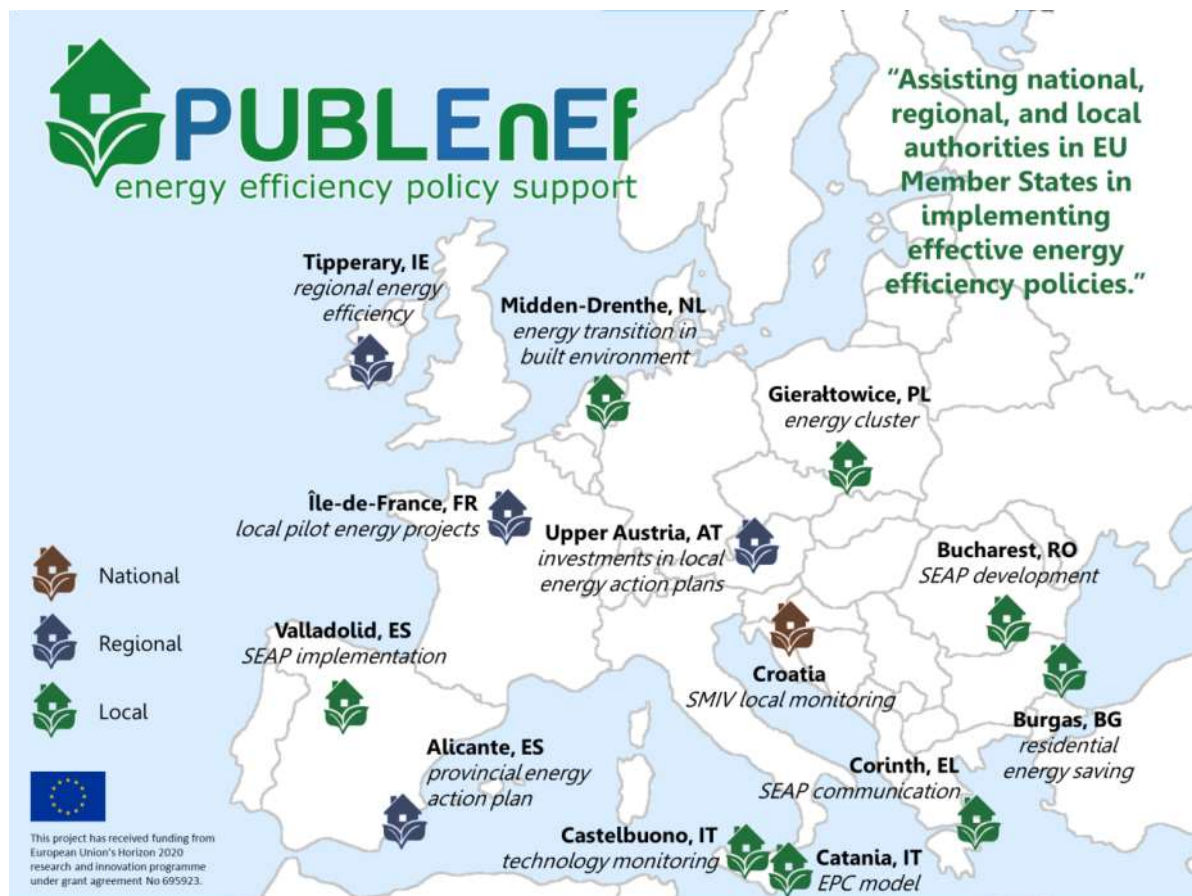 PUBLEnEf
energy efficiency policy support
“Assisting national,
regional, and local
authorities in EU
Member States in
implementing
effective energy
efficiency policies.”
Tipperary, IE
regional energy
efficiency
Midden-Drenthe, NL
energy transition in
built environment
Gierałtowice, PL
energy cluster
Île-de-France, FR
local pilot energy projects
Upper Austria, AT
investments in local
energy action plans
Bucharest, RO
SEAP development
National
Regional
Local
Valladolid, ES
SEAP implementation
Croatia
SMIV local monitoring
Burgas, BG
residential
energy saving
Alicante, ES
provincial energy
action plan
Corinth, EL
SEAP communication
Castelbuono, IT
technology monitoring
Catania, IT
EPC model
This project has received funding from
European Union's Horizon 2020
research and innovation programme
under grant agreement No 695923.